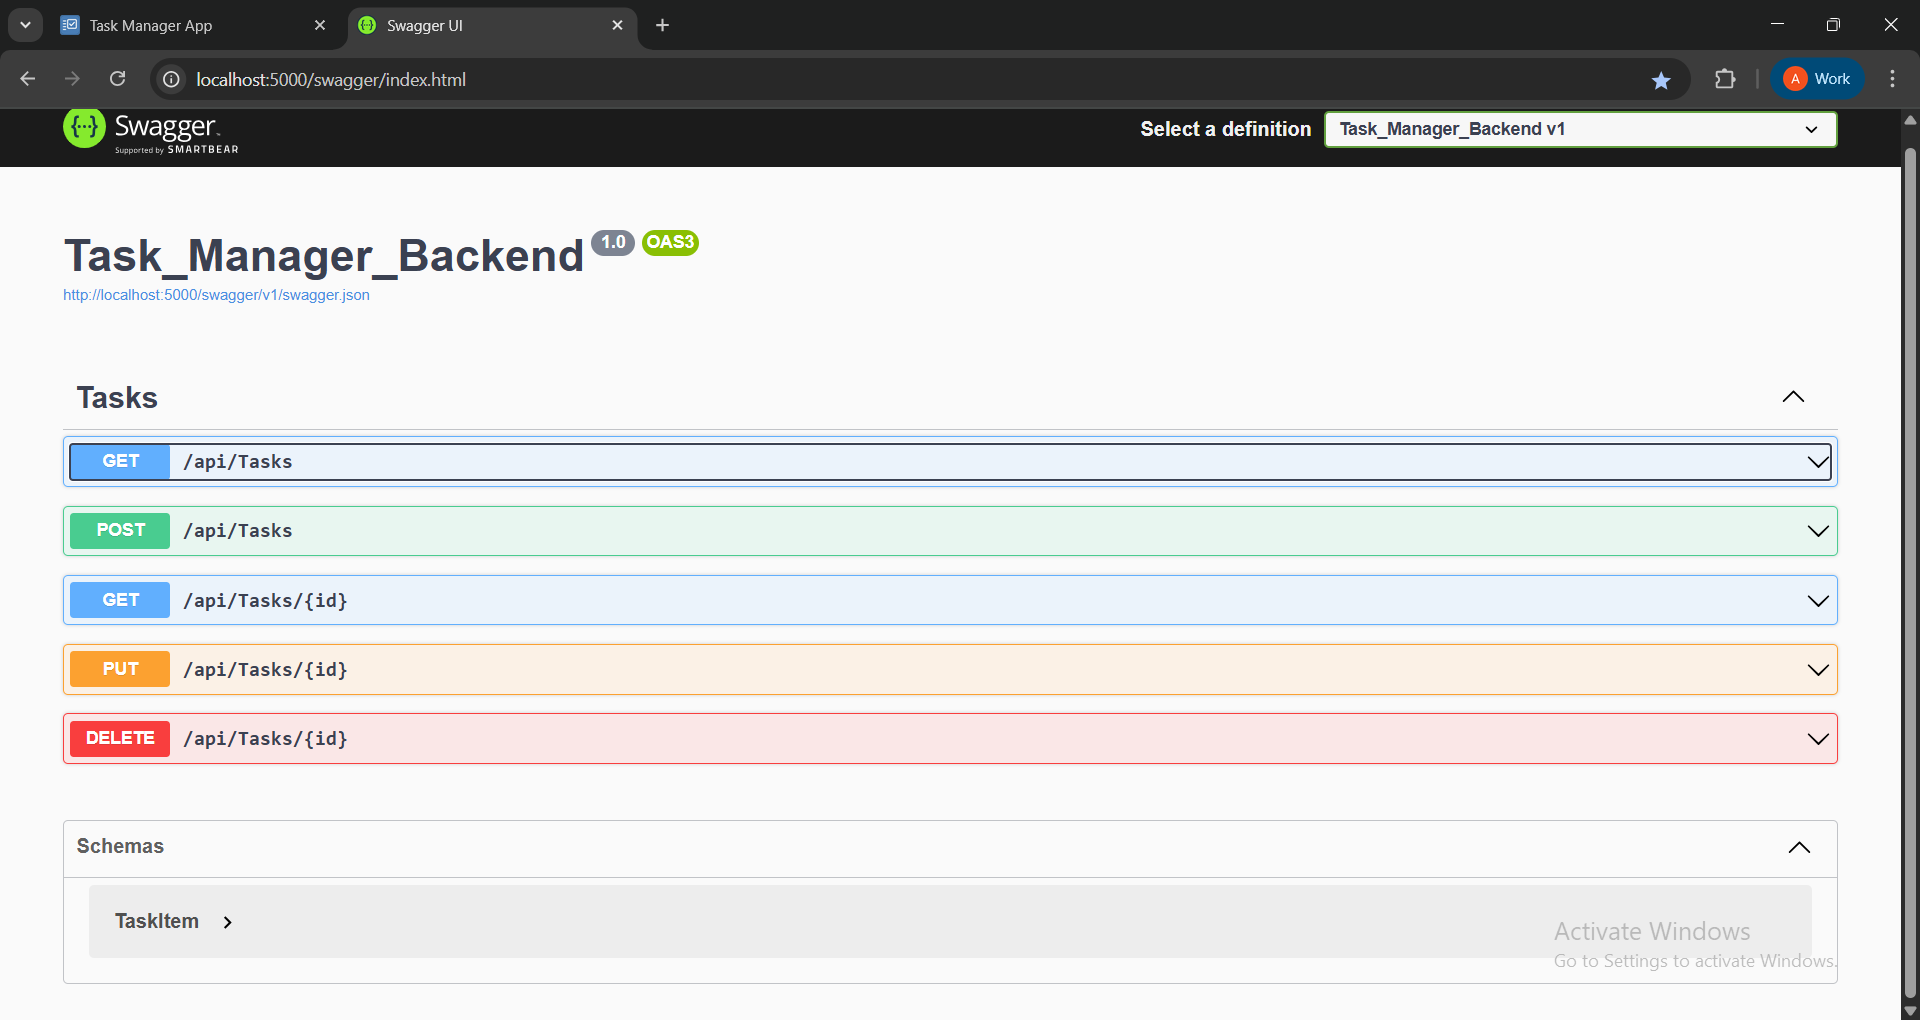 Task Manager App
Swagger UI
localhost:5000/swagger/index.html
A Work
{···} Swagger.
Supported by SMARTBEAR
Select a definition
Task_Manager_Backend v1
Task_Manager_Backend 1.0 OAS3
http://localhost:5000/swagger/v1/swagger.json
Tasks
GET /api/Tasks
POST /api/Tasks
GET /api/Tasks/{id}
PUT /api/Tasks/{id}
DELETE /api/Tasks/{id}
Schemas
TaskItem
Activate Windows
Go to Settings to activate Windows.